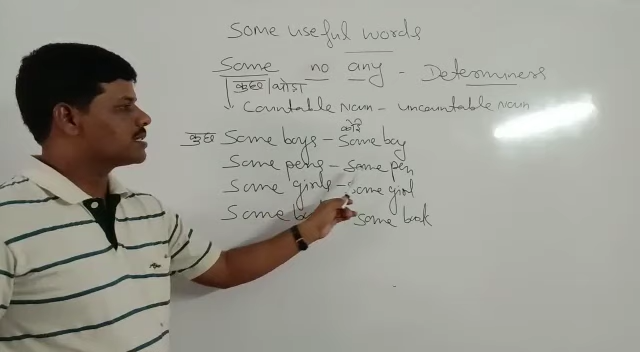 Some useful words
Some no any - Determiners
कुछ थोड़ा
Countable Noun - uncountable Noun
कोई
कुछ Some boys - Some boy
Some pens - Some pen
Some girls - Some girl
Some - Some book